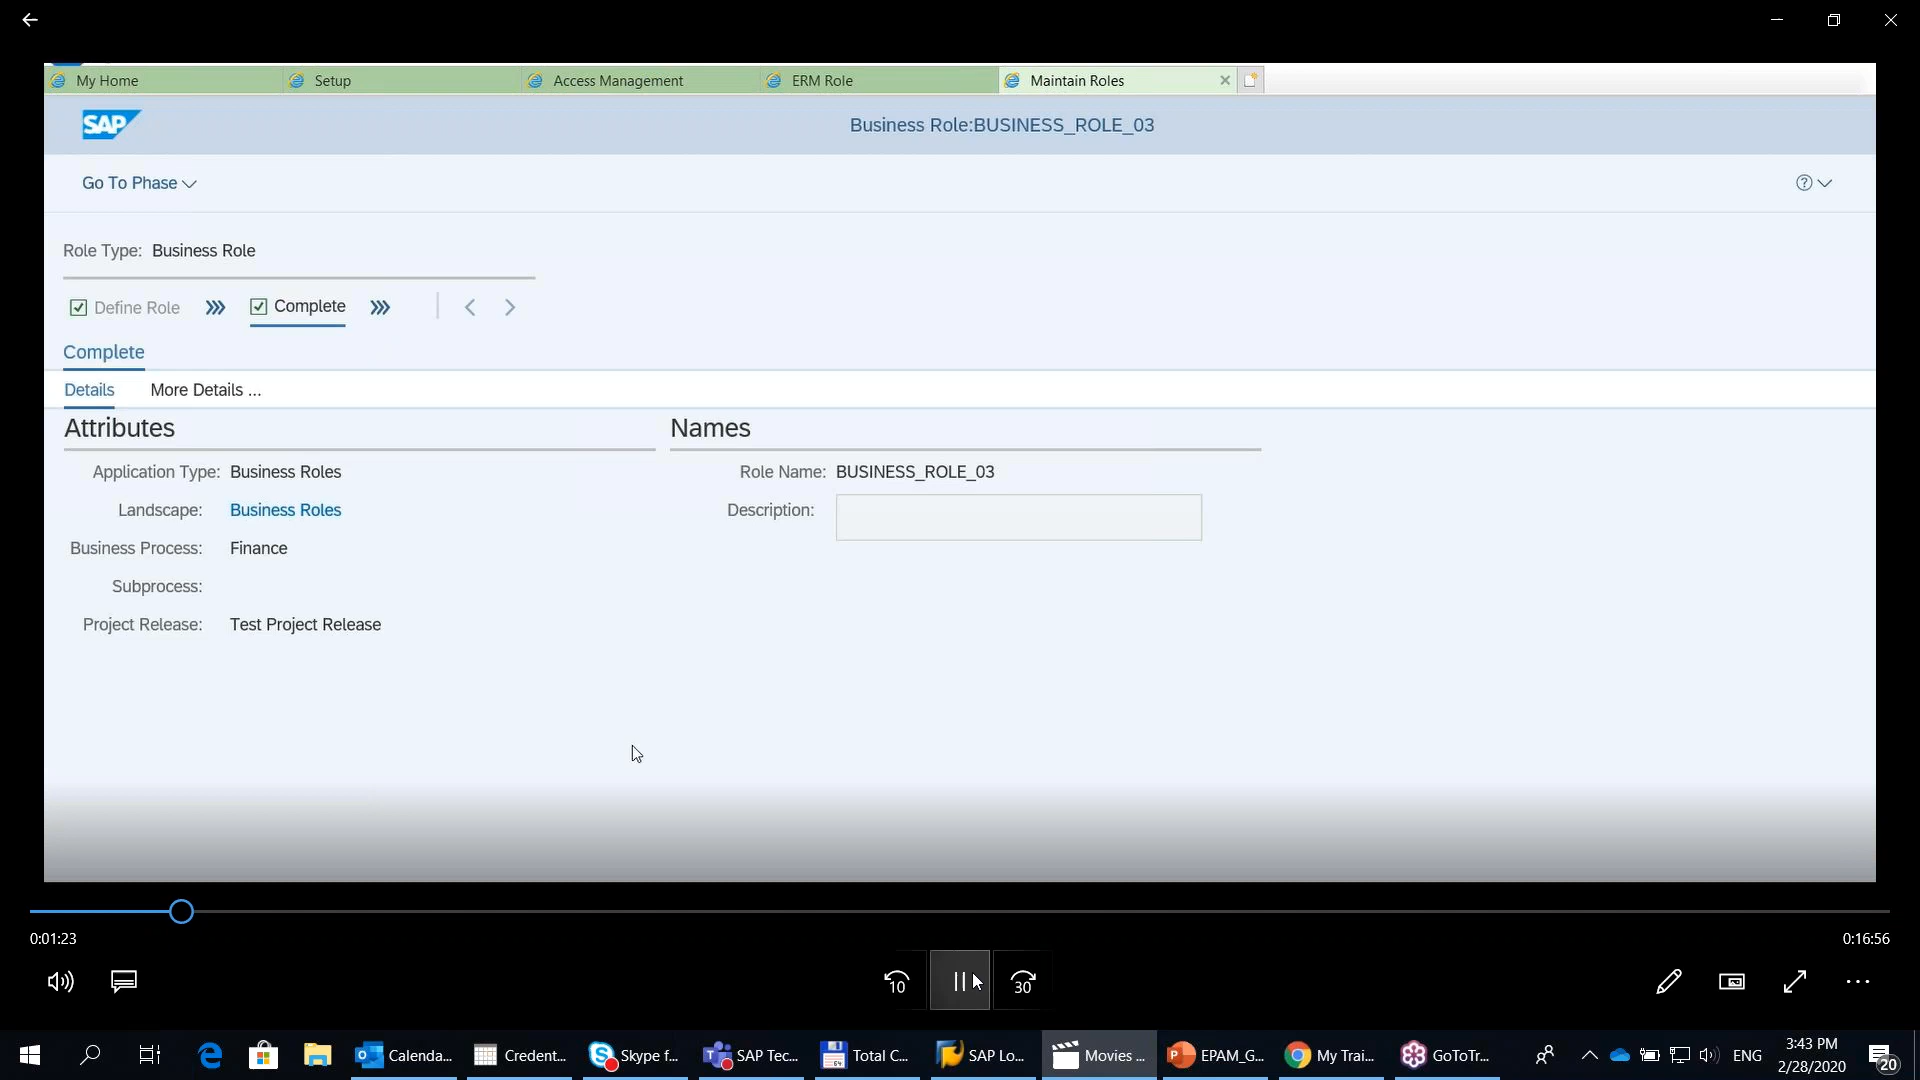 My Home Setup Access Management ERM Role Maintain Roles
SAP Business Role:BUSINESS_ROLE_03
Go To Phase
Role Type: Business Role
Define Role Complete
Complete
Details More Details ...
Attributes Names
Application Type: Business Roles Role Name: BUSINESS_ROLE_03
Landscape: Business Roles Description:
Business Process: Finance
Subprocess:
Project Release: Test Project Release
0:01:23 0:16:56
10 30
Calenda... Credent... Skype f... SAP Tec... Total C... SAP Lo... Movies ... EPAM_G... My Trai... GoToTr... ENG 3:43 PM
2/28/2020 20